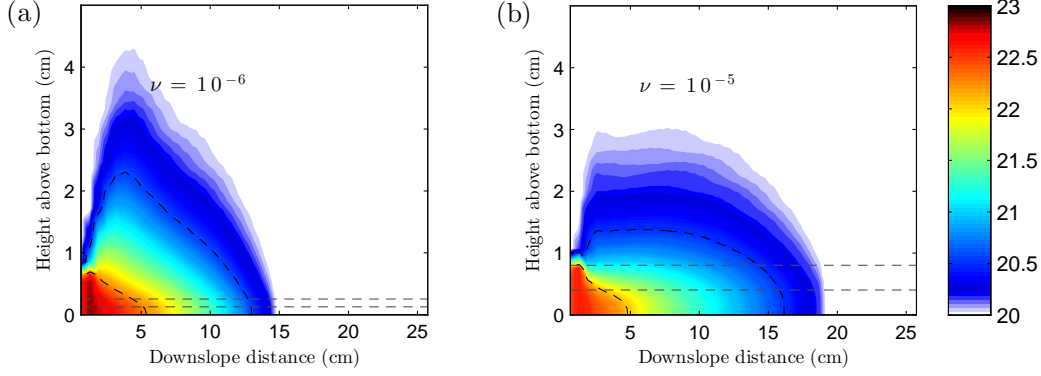 (a)
ν = 10⁻⁶
Height above bottom (cm)
4
3
2
1
0
5 10 15 20 25
Downslope distance (cm)
(b)
ν = 10⁻⁵
Height above bottom (cm)
4
3
2
1
0
5 10 15 20 25
Downslope distance (cm)
23
22.5
22
21.5
21
20.5
20